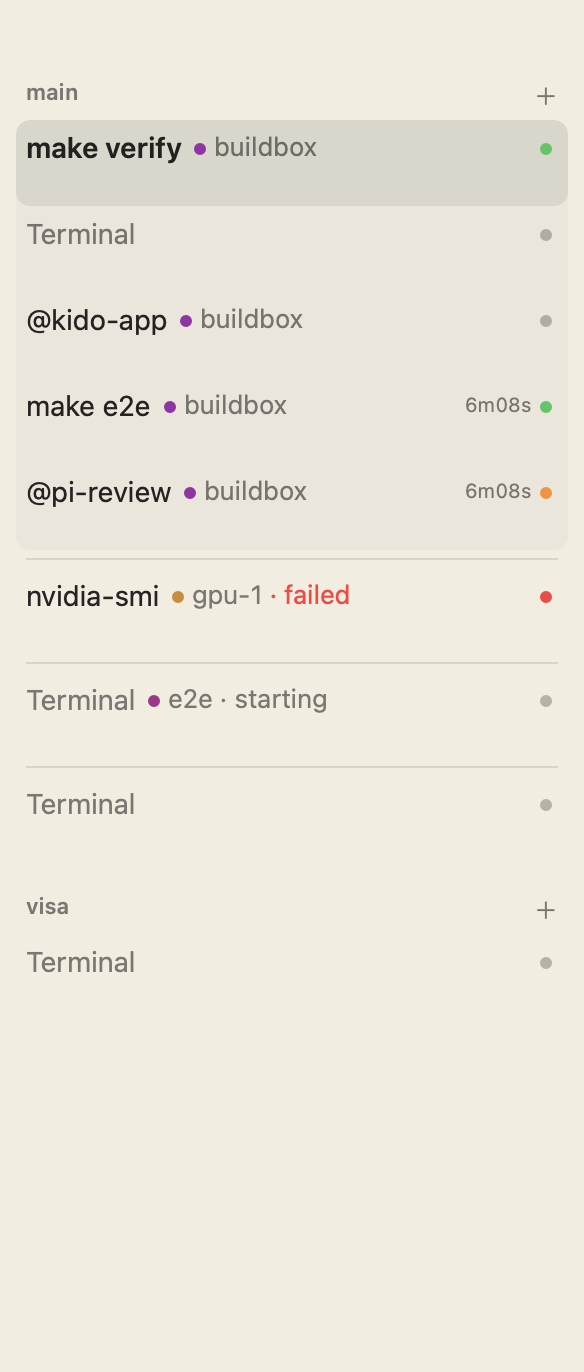 main
make verify buildbox
Terminal
@kido-app buildbox
make e2e buildbox 6m08s
@pi-review buildbox 6m08s
nvidia-smi gpu-1 · failed
Terminal e2e · starting
Terminal
visa
Terminal